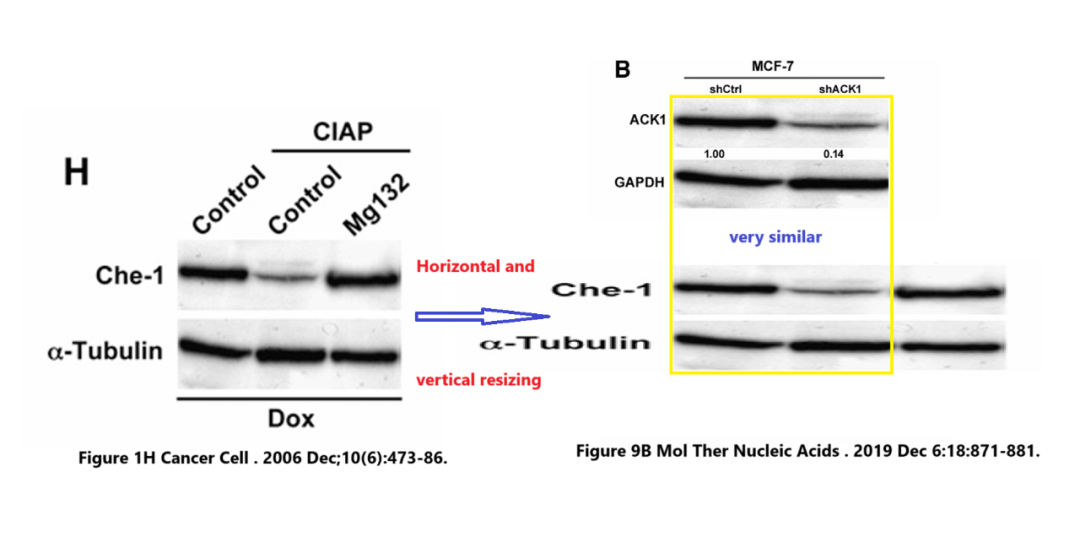 H
CIAP
Control
Control
Mg132
Che-1
α-Tubulin
Dox
Figure 1H Cancer Cell . 2006 Dec;10(6):473-86.
Horizontal and
vertical resizing
B
MCF-7
shCtrl shACK1
ACK1
1.00 0.14
GAPDH
very similar
Che-1
α-Tubulin
Figure 9B Mol Ther Nucleic Acids . 2019 Dec 6:18:871-881.